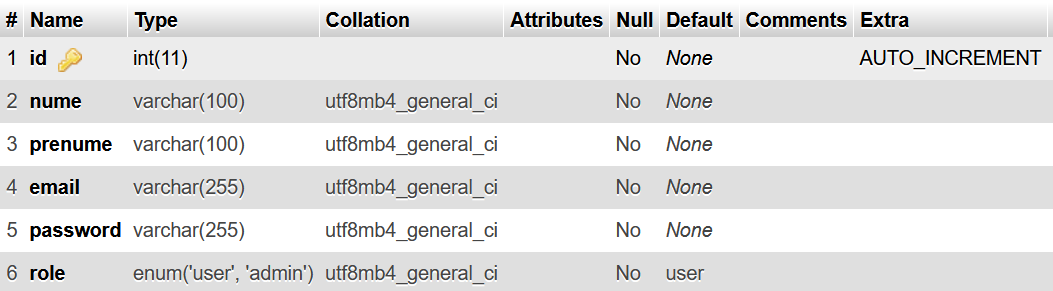 # Name Type Collation Attributes Null Default Comments Extra
1 id int(11) No None AUTO_INCREMENT
2 nume varchar(100) utf8mb4_general_ci No None
3 prenume varchar(100) utf8mb4_general_ci No None
4 email varchar(255) utf8mb4_general_ci No None
5 password varchar(255) utf8mb4_general_ci No None
6 role enum('user', 'admin') utf8mb4_general_ci No user